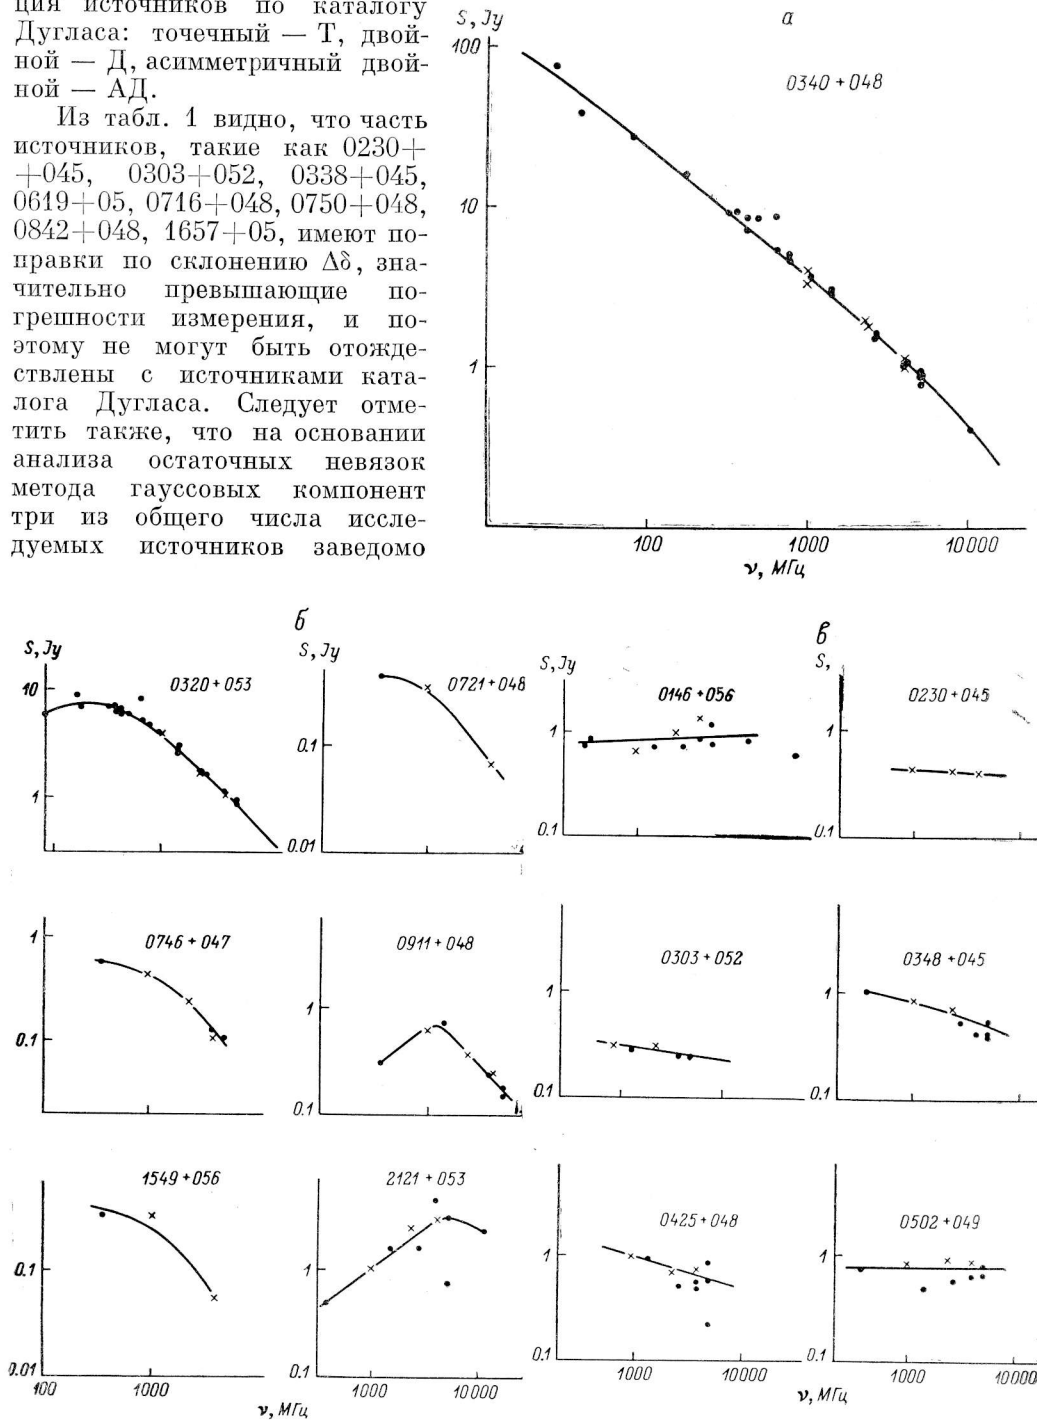 ция источников по каталогу
Дугласа: точечный — Т, двой-
ной — Д, асимметричный двой-
ной — АД.
Из табл. 1 видно, что часть
источников, такие как 0230+
+045, 0303+052, 0338+045,
0619+05, 0716+048, 0750+048,
0842+048, 1657+05, имеют по-
правки по склонению Δδ, зна-
чительно превышающие по-
грешности измерения, и по-
этому не могут быть отожде-
ствлены с источниками ката-
лога Дугласа. Следует отме-
тить также, что на основании
анализа остаточных невязок
метода гауссовых компонент
три из общего числа иссле-
дуемых источников заведомо
S, Jy
а
100
0340 + 048
10
1
100 1000 10000
ν, МГц
б
S, Jy
10
0320 + 053
1
S, Jy
0721 + 048
0.1
0.01
в
S, Jy
0146 + 056
1
0.1
S,
0230 + 045
1
0.1
1
0746 + 047
0.1
0911 + 048
1
0.1
0303 + 052
1
0.1
0348 + 045
1
0.1
1549 + 056
0.1
0.01
100 1000
ν, МГц
2121 + 053
1
0.1
1000 10000
0425 + 048
1
0.1
1000 10000
0502 + 049
1
0.1
1000 10000
ν, МГц